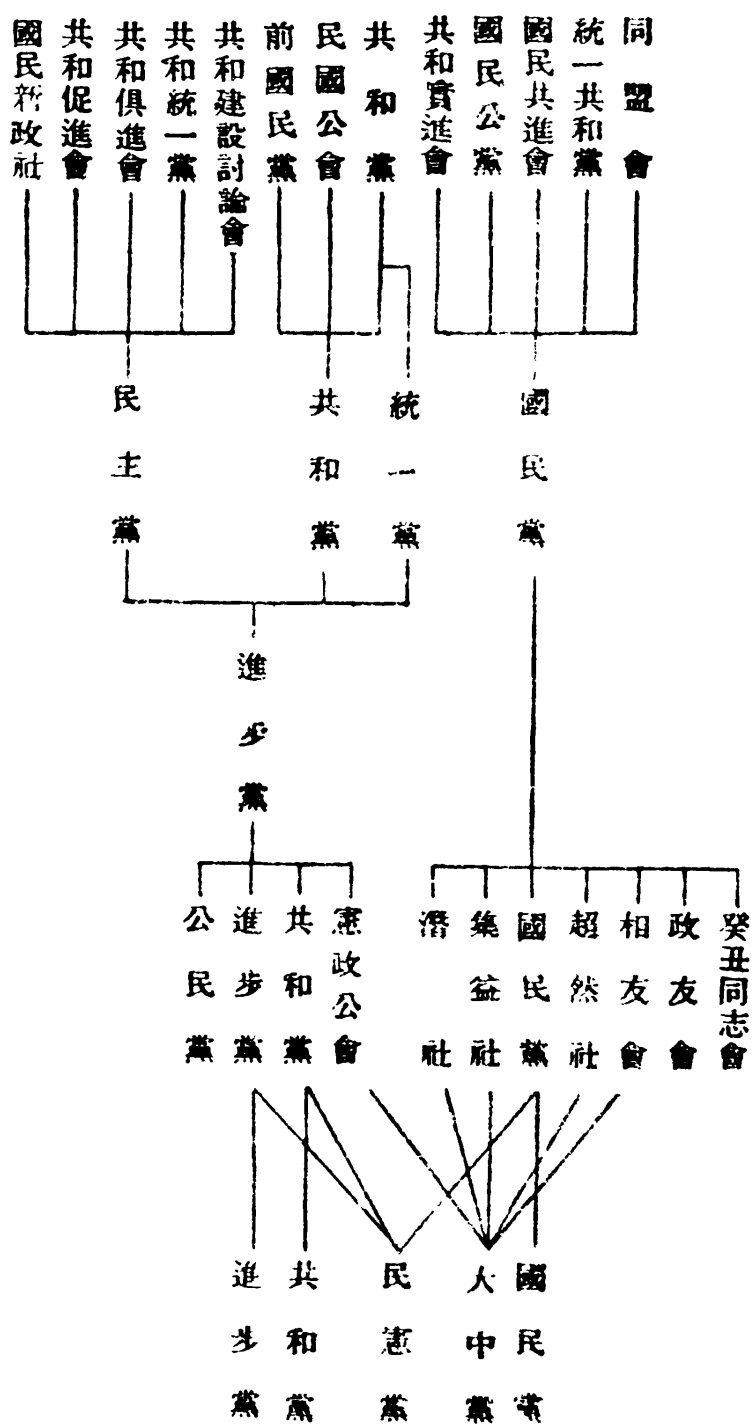 同盟會
統一共和黨
國民共進會
國民公黨
共和實進會
共和黨
民國公會
前國民黨
共和建設討論會
共和統一黨
共和俱進會
共和促進會
國民新政社
國民黨
統一黨
共和黨
民主黨
進步黨
癸丑同志會
政友會
相友會
超然社
國民黨
集益社
潛社
憲政公會
共和黨
進步黨
公民黨
國民黨
大中黨
民憲黨
共和黨
進步黨